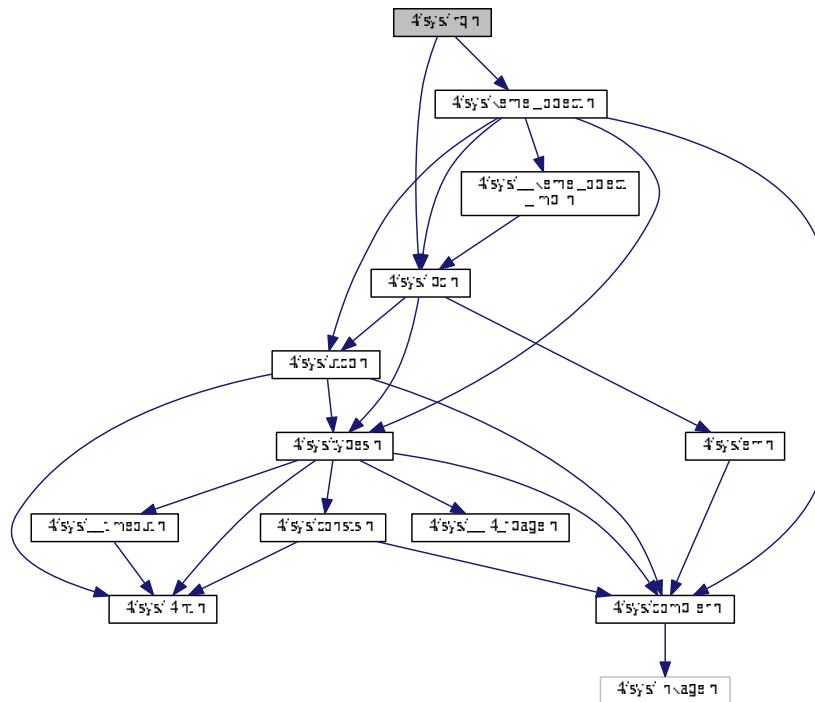 l4/sys/irq.h
l4/sys/kernel_object.h
l4/sys/__kernel_object
_impl.h
l4/sys/ipc.h
l4/sys/utcb.h
l4/sys/types.h
l4/sys/err.h
l4/sys/__timeout.h
l4/sys/consts.h
l4/sys/__l4_fpage.h
l4/sys/l4int.h
l4/sys/compiler.h
l4/sys/linkage.h